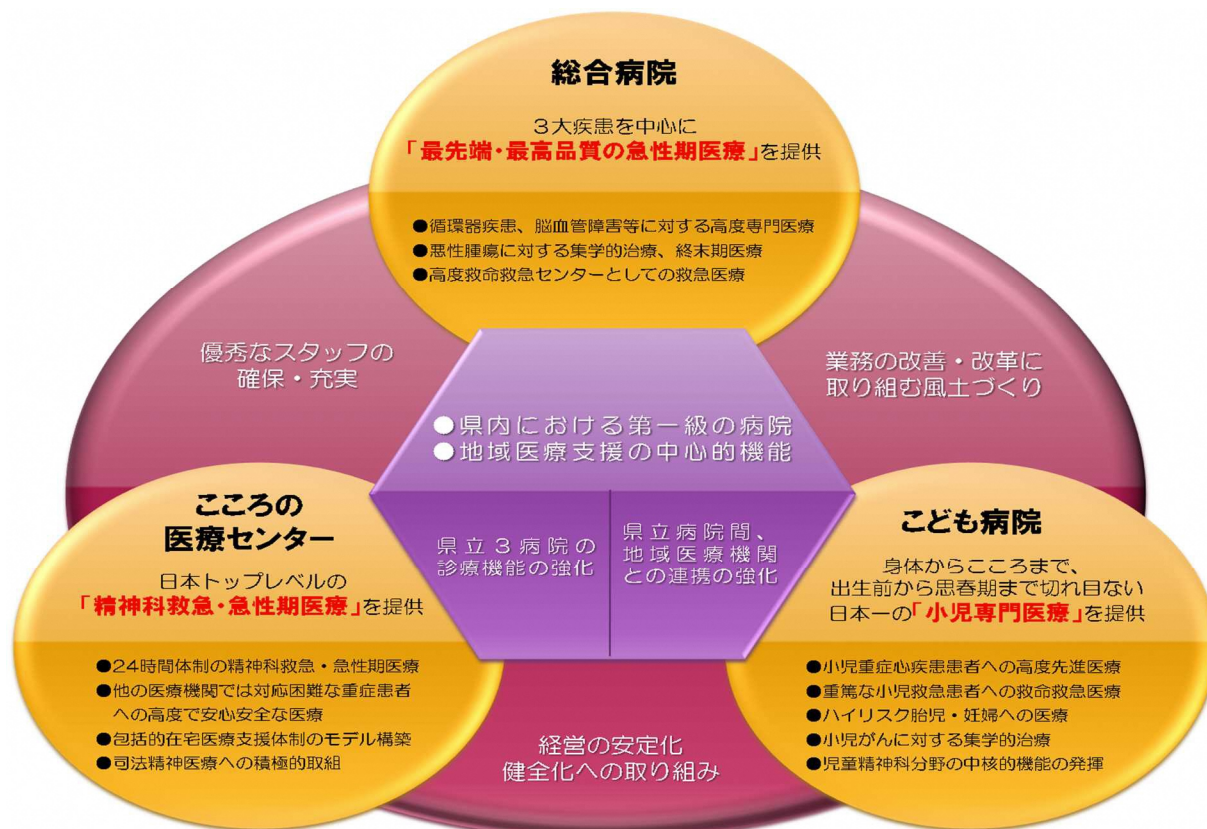 総合病院
３大疾患を中心に
「最先端・最高品質の急性期医療」を提供
●循環器疾患、脳血管障害等に対する高度専門医療
●悪性腫瘍に対する集学的治療、終末期医療
●高度救命救急センターとしての救急医療
優秀なスタッフの
確保・充実
業務の改善・改革に
取り組む風土づくり
●県内における第一級の病院
●地域医療支援の中心的機能
県立３病院の
診療機能の強化
県立病院間、
地域医療機関
との連携の強化
こころの
医療センター
日本トップレベルの
「精神科救急・急性期医療」を提供
●24時間体制の精神科救急・急性期医療
●他の医療機関では対応困難な重症患者
への高度で安心安全な医療
●包括的在宅医療支援体制のモデル構築
●司法精神医療への積極的取組
こども病院
身体からこころまで、
出生前から思春期まで切れ目ない
日本一の「小児専門医療」を提供
●小児重症心疾患患者への高度先進医療
●重篤な小児救急患者への救命救急医療
●ハイリスク胎児・妊婦への医療
●小児がんに対する集学的治療
●児童精神科分野の中核的機能の発揮
経営の安定化
健全化への取り組み